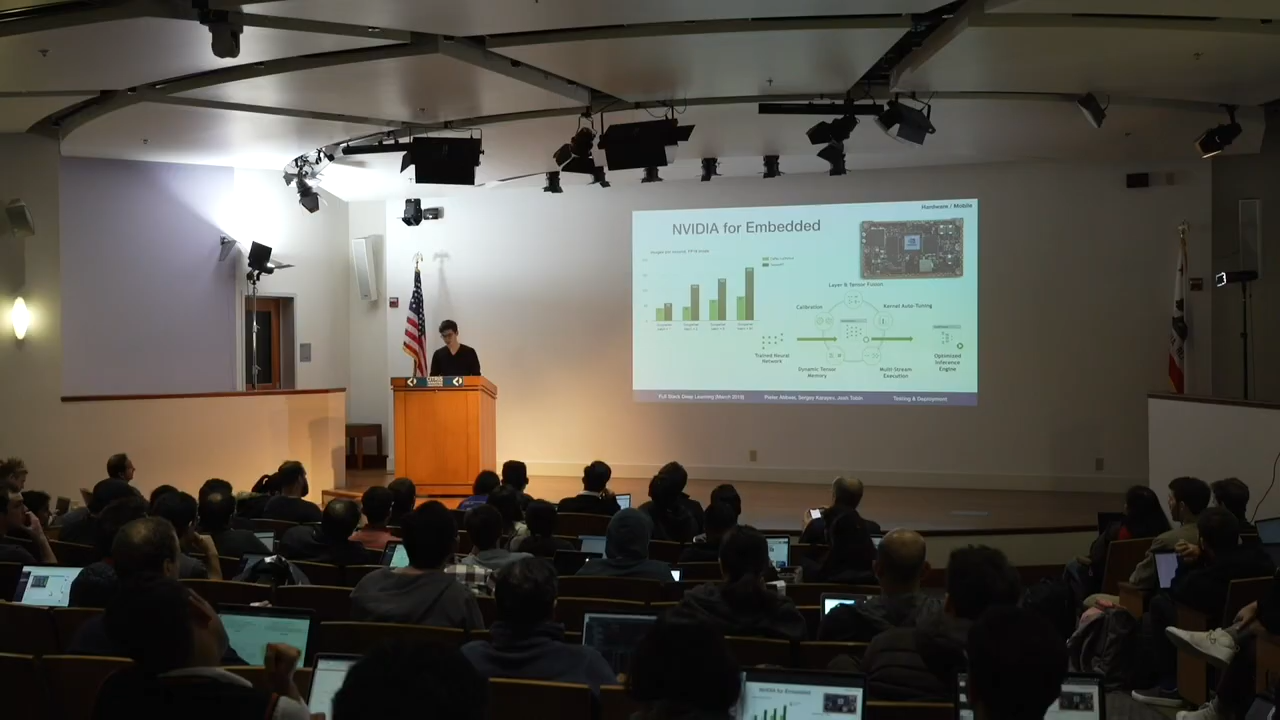 Hardware / Mobile
NVIDIA for Embedded
Layer & Tensor Fusion
Calibration
Kernel Auto-Tuning
Trained Neural
Network
Dynamic Tensor
Memory
Multi-Stream
Execution
Optimized
Inference
Engine
Full Stack Deep Learning (March 2019)
Pieter Abbeel, Sergey Karayev, Josh Tobin
Testing & Deployment
NVIDIA for Embedded